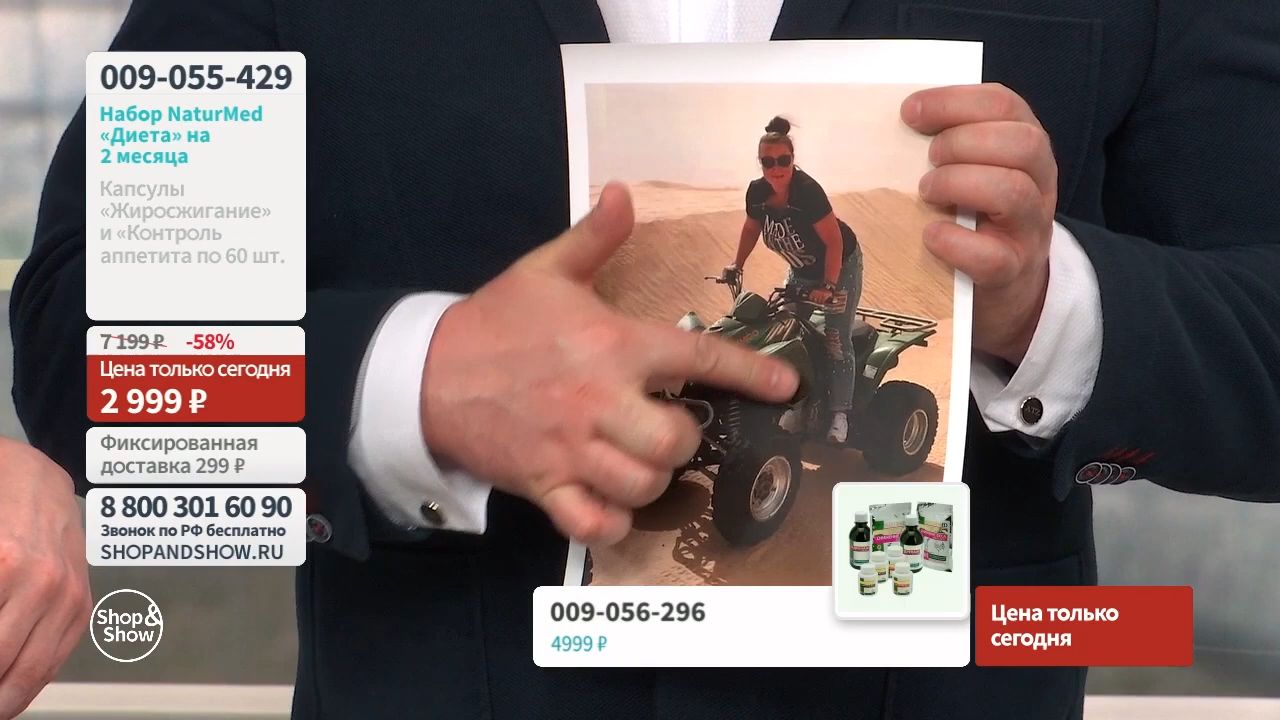 009-055-429
Набор NaturMed
«Диета» на
2 месяца
Капсулы
«Жиросжигание»
и «Контроль
аппетита по 60 шт.
7 199 ₽ -58%
Цена только сегодня
2 999 ₽
Фиксированная
доставка 299 ₽
8 800 301 60 90
Звонок по РФ бесплатно
SHOPANDSHOW.RU
Shop&
Show
009-056-296
4999 ₽
Цена только
сегодня